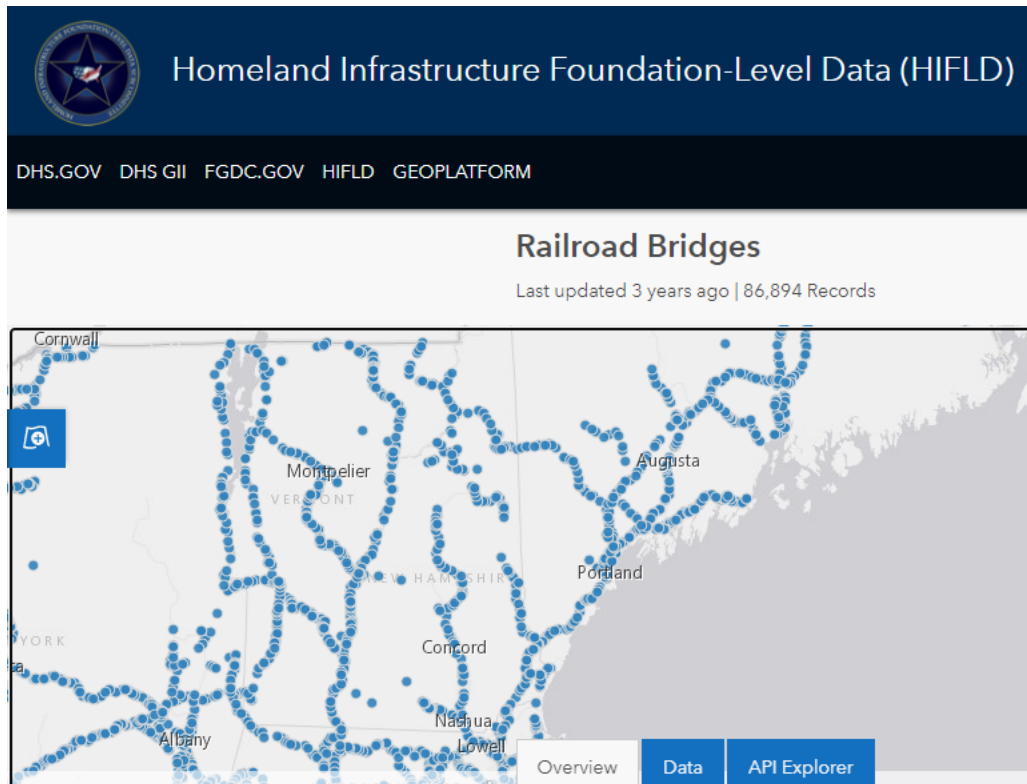 Homeland Infrastructure Foundation-Level Data (HIFLD)
DHS.GOV DHS GII FGDC.GOV HIFLD GEOPLATFORM
Railroad Bridges
Last updated 3 years ago | 86,894 Records
Cornwall
Montpelier
Augusta
VERMONT
Portland
NEW HAMPSHIR
YORK
Concord
Nashua
Albany
Lowell
Overview Data API Explorer